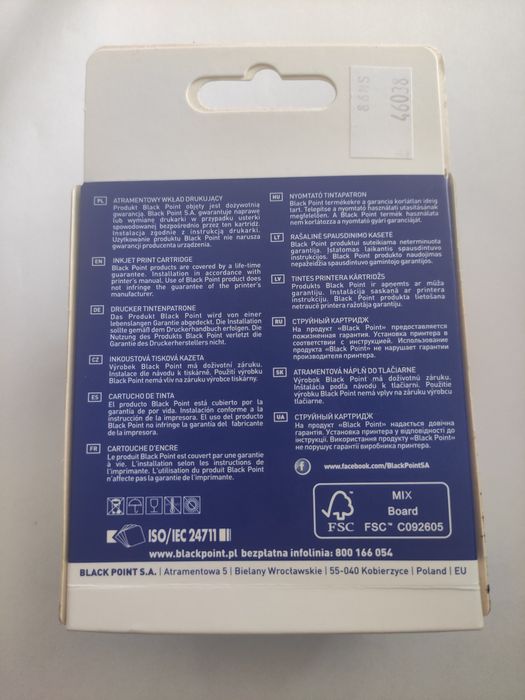 88NS
46038
PL
ATRAMENTOWY WKŁAD DRUKUJĄCY
Produkt Black Point objęty jest dożywotnią
gwarancją. Black Point S.A. gwarantuje naprawę
lub wymianę drukarki w przypadku usterki
spowodowanej bezpośrednio przez ten kartridż.
Instalacja zgodnie z instrukcją drukarki.
Użytkowanie produktu Black Point nie narusza
gwarancji producenta urządzenia.
EN
INKJET PRINT CARTRIDGE
Black Point products are covered by a life-time
guarantee. Installation in accordance with
printer's manual. Use of Black Point product does
not infringe the guarantee of the printer's
manufacturer.
DE
DRUCKER TINTENPATRONE
Das Produkt Black Point wird von einer
lebenslangen Garantie abgedeckt. Die Installation
sollte gemäß dem Druckerhandbuch erfolgen. Die
Nutzung des Produkts Black Point verletzt die
Garantie des Druckerherstellers nicht.
CZ
INKOUSTOVÁ TISKOVÁ KAZETA
Výrobek Black Point má doživotní záruku.
Instalace dle návodu k tiskárně. Použití výrobku
Black Point nemá vliv na záruku výrobce tiskárny.
ES
CARTUCHO DE TINTA
El producto Black Point está cubierto por la
garantía de por vida. Instalación conforme a la
instrucción de la impresora. El uso del producto
Black Point no infringe la garantía del fabricante
de la impresora.
FR
CARTOUCHE D'ENCRE
Le produit Black Point est couvert par une garantie
à vie. L'installation selon les instructions de
l'imprimante. L'utilisation du produit Black Point
n'affecte pas la garantie de l'imprimante.
HU
NYOMTATÓ TINTAPATRON
Black Point termékekre a garancia korlátlan ideig
tart. Telepítse a nyomtató használati utasításának
megfelelően. A Black Point termék használata
nem korlátozza a nyomtató gyári garanciáját.
LT
RAŠALINĖ SPAUSDINIMO KASETĖ
Black Point produktui suteikiama neterminuota
garantija. Įstatomas laikantis spausdintuvo
instrukcijos. Black Point produkto naudojimas
nepažeidžia spausdintuvo gamintojo garantijos.
LV
TINTES PRINTERA KĀRTRIDŽS
Produkts Black Point ir apņemts ar mūža
garantiju. Instalācija saskaņā ar printera
instrukciju. Black Point produkta lietošana
netraucē printera ražotāja garantiju.
RU
СТРУЙНЫЙ КАРТРИДЖ
На продукт «Black Point» предоставляется
пожизненная гарантия. Установка принтера в
соответствии с инструкцией. Использование
продукта «Black Point» не нарушает гарантии
производителя принтера.
SK
ATRAMENTOVÁ NÁPLŇ DO TLAČIARNE
Výrobok Black Point má doživotnú záruku.
Inštalácia podľa návodu k tlačiarni. Použitie
výrobku Black Point nemá vplyv na záruku výrobcu
tlačiarne.
UA
СТРУЙНИЙ КАРТРИДЖ
На продукт «Black Point» надається довічна
гарантія. Установка принтера у відповідності до
інструкції. Використання продукту «Black Point»
не порушує гарантії виробника принтера.
f
www.facebook.com/BlackPointSA
ISO/IEC 24711
FSC
MIX
Board
FSC™ C092605
www.blackpoint.pl bezpłatna infolinia: 800 166 054
BLACK POINT S.A. | Atramentowa 5 | Bielany Wrocławskie | 55-040 Kobierzyce | Poland | EU